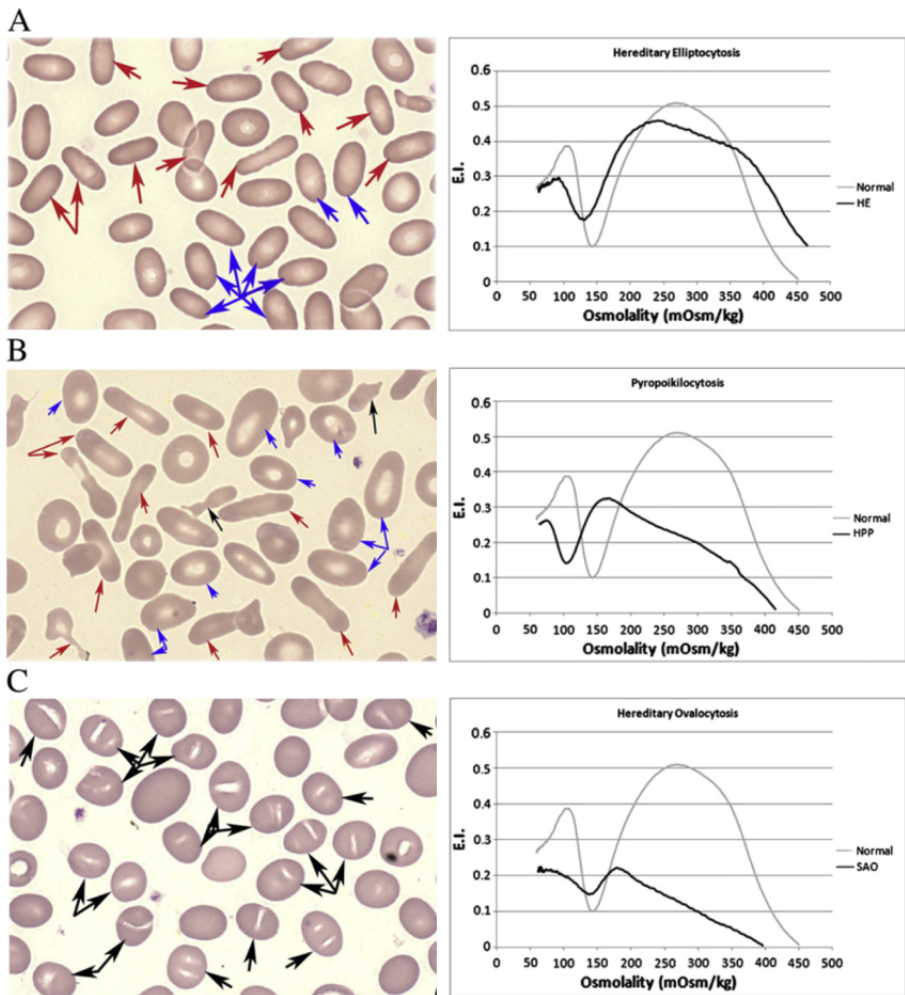 A
Hereditary Elliptocytosis
0.6
0.5
0.4
0.3
0.2
0.1
0
E.I.
50 100 150 200 250 300 350 400 450 500
Osmolality (mOsm/kg)
Normal
HE
B
Pyropoikilocytosis
0.6
0.5
0.4
0.3
0.2
0.1
0
E.I.
50 100 150 200 250 300 350 400 450 500
Osmolality (mOsm/kg)
Normal
HPP
C
Hereditary Ovalocytosis
0.6
0.5
0.4
0.3
0.2
0.1
0
E.I.
50 100 150 200 250 300 350 400 450 500
Osmolality (mOsm/kg)
Normal
SAO